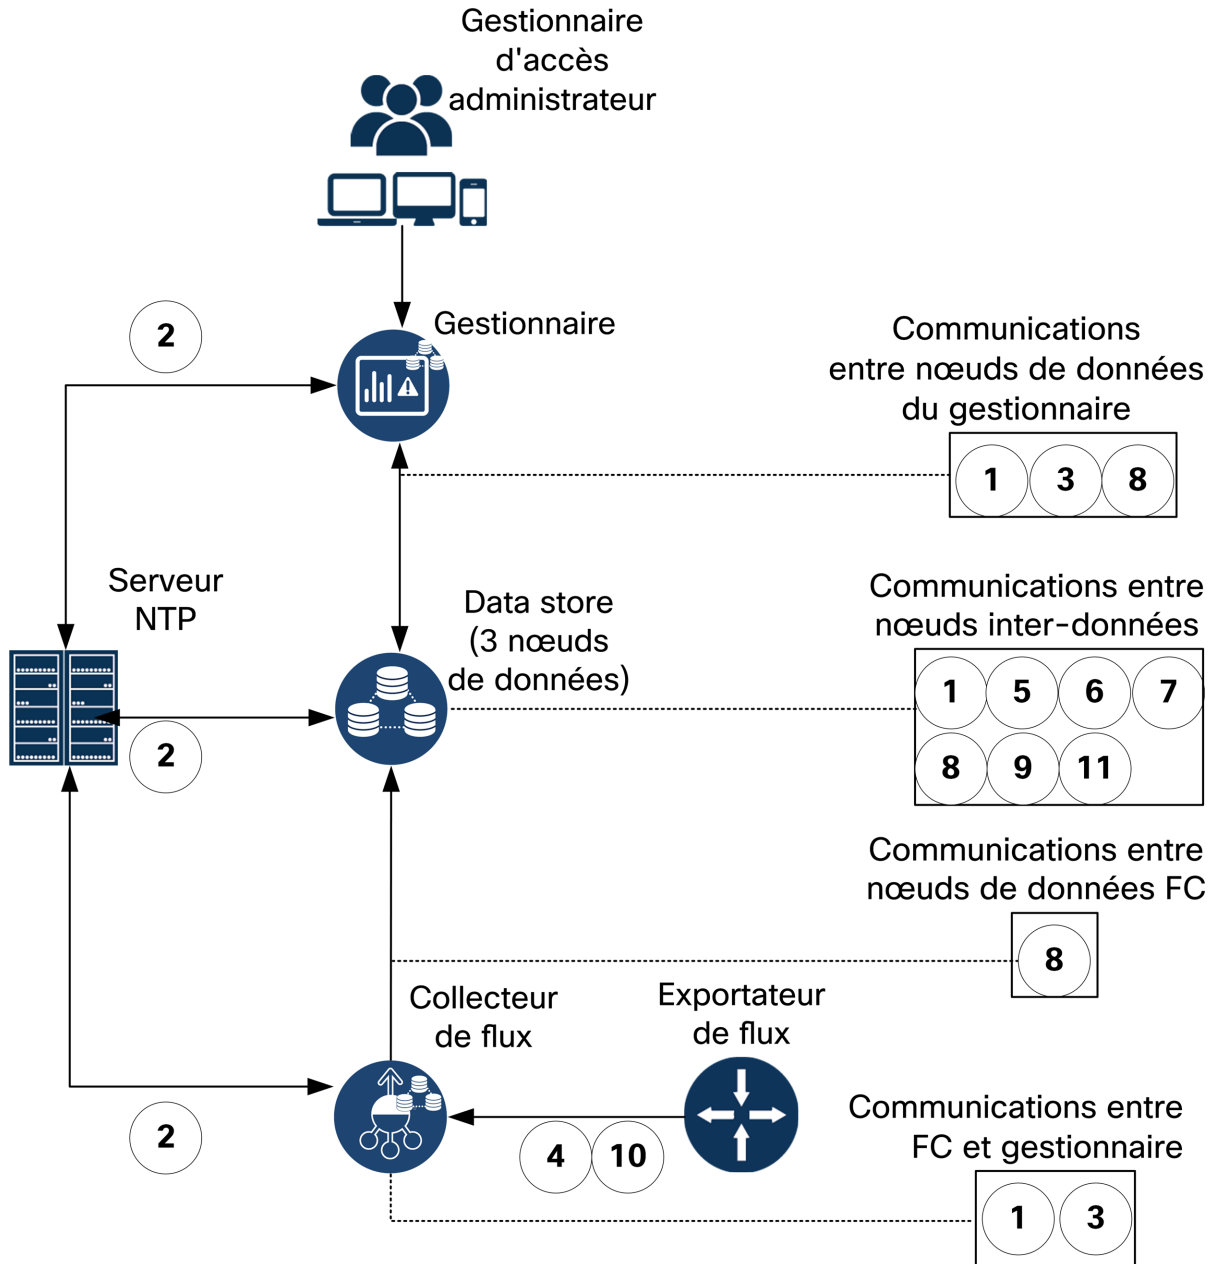 Gestionnaire
d'accès
administrateur
2
Gestionnaire
Communications
entre nœuds de données
du gestionnaire
1 3 8
Serveur
NTP
Data store
(3 nœuds
de données)
Communications entre
nœuds inter-données
1 5 6 7
8 9 11
2
Communications entre
nœuds de données FC
8
Collecteur
de flux
Exportateur
de flux
2
4 10
Communications entre
FC et gestionnaire
1 3